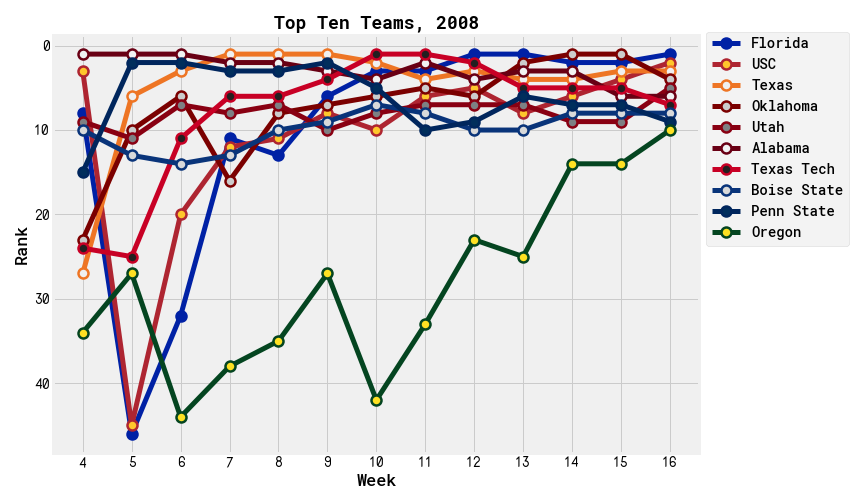 Top Ten Teams, 2008
0
10
20
30
40
Rank
4 5 6 7 8 9 10 11 12 13 14 15 16
Week
Florida
USC
Texas
Oklahoma
Utah
Alabama
Texas Tech
Boise State
Penn State
Oregon